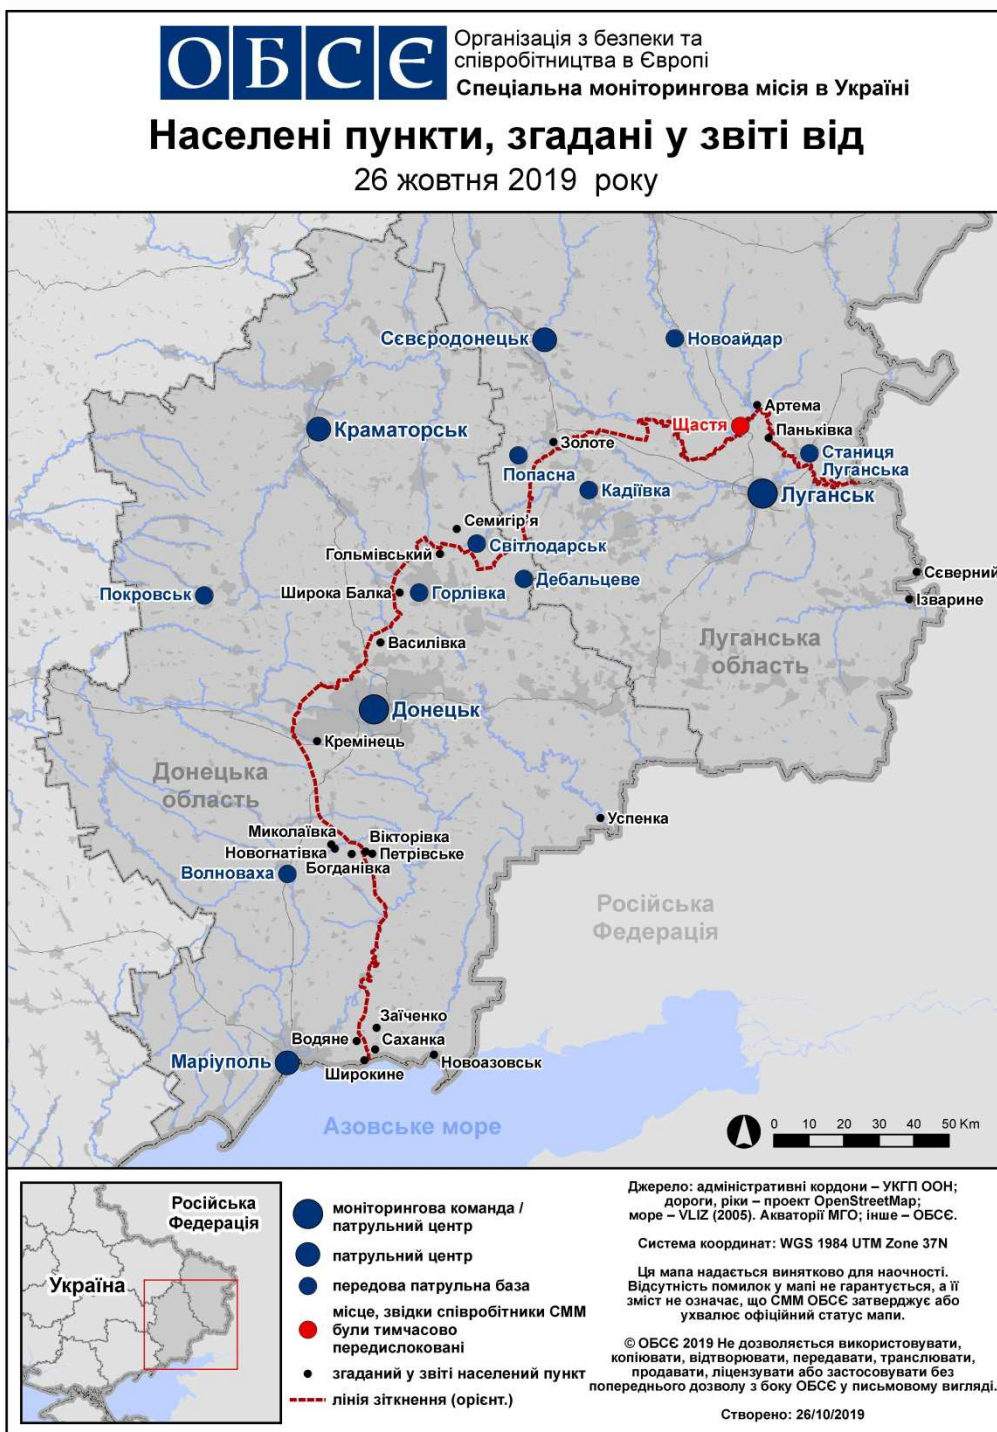 ОБСЄ
Організація з безпеки та
співробітництва в Європі
Спеціальна моніторингова місія в Україні
Населені пункти, згадані у звіті від
26 жовтня 2019 року
Сєвєродонецьк
Новоайдар
Артема
Щастя
Паньківка
Краматорськ
Золоте
Станиця
Луганська
Попасна
Кадіївка
Луганськ
Семигір'я
Світлодарськ
Гольмівський
Сєверний
Дебальцеве
Покровськ
Широка Балка
Горлівка
Ізварине
Василівка
Луганська
область
Донецьк
Кремінець
Донецька
область
Успенка
Миколаївка
Вікторівка
Новогнатівка
Петрівське
Богданівка
Волноваха
Російська
Федерація
Заїченко
Водяне
Саханка
Маріуполь
Новоазовськ
Широкине
Азовське море
0 10 20 30 40 50 Km
Російська
Федерація
Україна
моніторингова команда /
патрульний центр
патрульний центр
передова патрульна база
місце, звідки співробітники СММ
були тимчасово
передислоковані
згаданий у звіті населений пункт
лінія зіткнення (орієнт.)
Джерело: адміністративні кордони – УКГП ООН;
дороги, ріки – проект OpenStreetMap;
море – VLIZ (2005). Акваторії МГО; інше – ОБСЄ.
Система координат: WGS 1984 UTM Zone 37N
Ця мапа надається винятково для наочності.
Відсутність помилок у мапі не гарантується, а її
зміст не означає, що СММ ОБСЄ затверджує або
ухвалює офіційний статус мапи.
© ОБСЄ 2019 Не дозволяється використовувати,
копіювати, відтворювати, передавати, транслювати,
продавати, ліцензувати або застосовувати без
попереднього дозволу з боку ОБСЄ у письмовому вигляді.
Створено: 26/10/2019